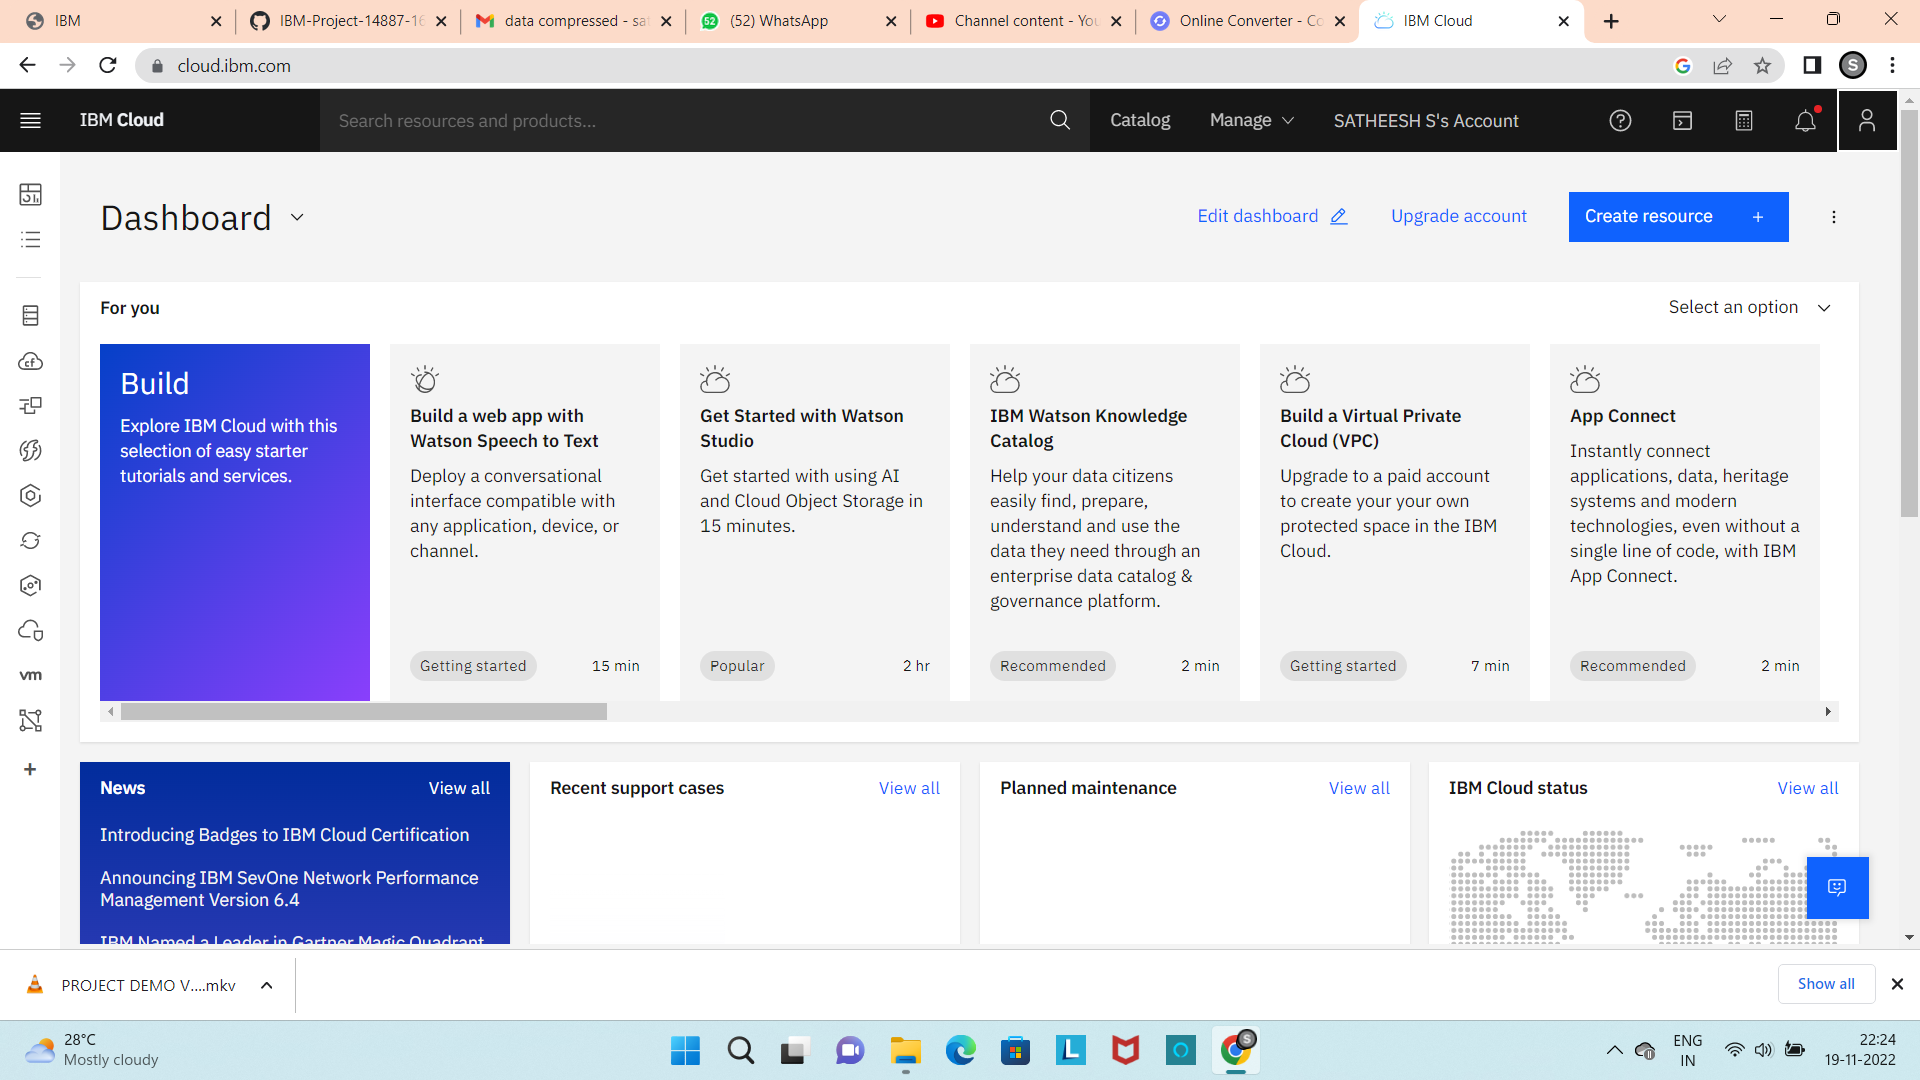 IBM
IBM-Project-14887-16
data compressed - sa
(52) WhatsApp
Channel content - You
Online Converter - Co
IBM Cloud
cloud.ibm.com
S
IBM Cloud
Search resources and products...
Catalog
Manage
SATHEESH S's Account
Dashboard
Edit dashboard
Upgrade account
Create resource +
For you
Select an option
Build
Explore IBM Cloud with this
selection of easy starter
tutorials and services.
Build a web app with
Watson Speech to Text
Deploy a conversational
interface compatible with
any application, device, or
channel.
Getting started
15 min
Get Started with Watson
Studio
Get started with using AI
and Cloud Object Storage in
15 minutes.
Popular
2 hr
IBM Watson Knowledge
Catalog
Help your data citizens
easily find, prepare,
understand and use the
data they need through an
enterprise data catalog &
governance platform.
Recommended
2 min
Build a Virtual Private
Cloud (VPC)
Upgrade to a paid account
to create your your own
protected space in the IBM
Cloud.
Getting started
7 min
App Connect
Instantly connect
applications, data, heritage
systems and modern
technologies, even without a
single line of code, with IBM
App Connect.
Recommended
2 min
cf
vm
News
View all
Introducing Badges to IBM Cloud Certification
Announcing IBM SevOne Network Performance
Management Version 6.4
IBM Named a Leader in Gartner Magic Quadrant
Recent support cases
View all
Planned maintenance
View all
IBM Cloud status
View all
PROJECT DEMO V....mkv
Show all
28°C
Mostly cloudy
L
S
ENG
IN
22:24
19-11-2022